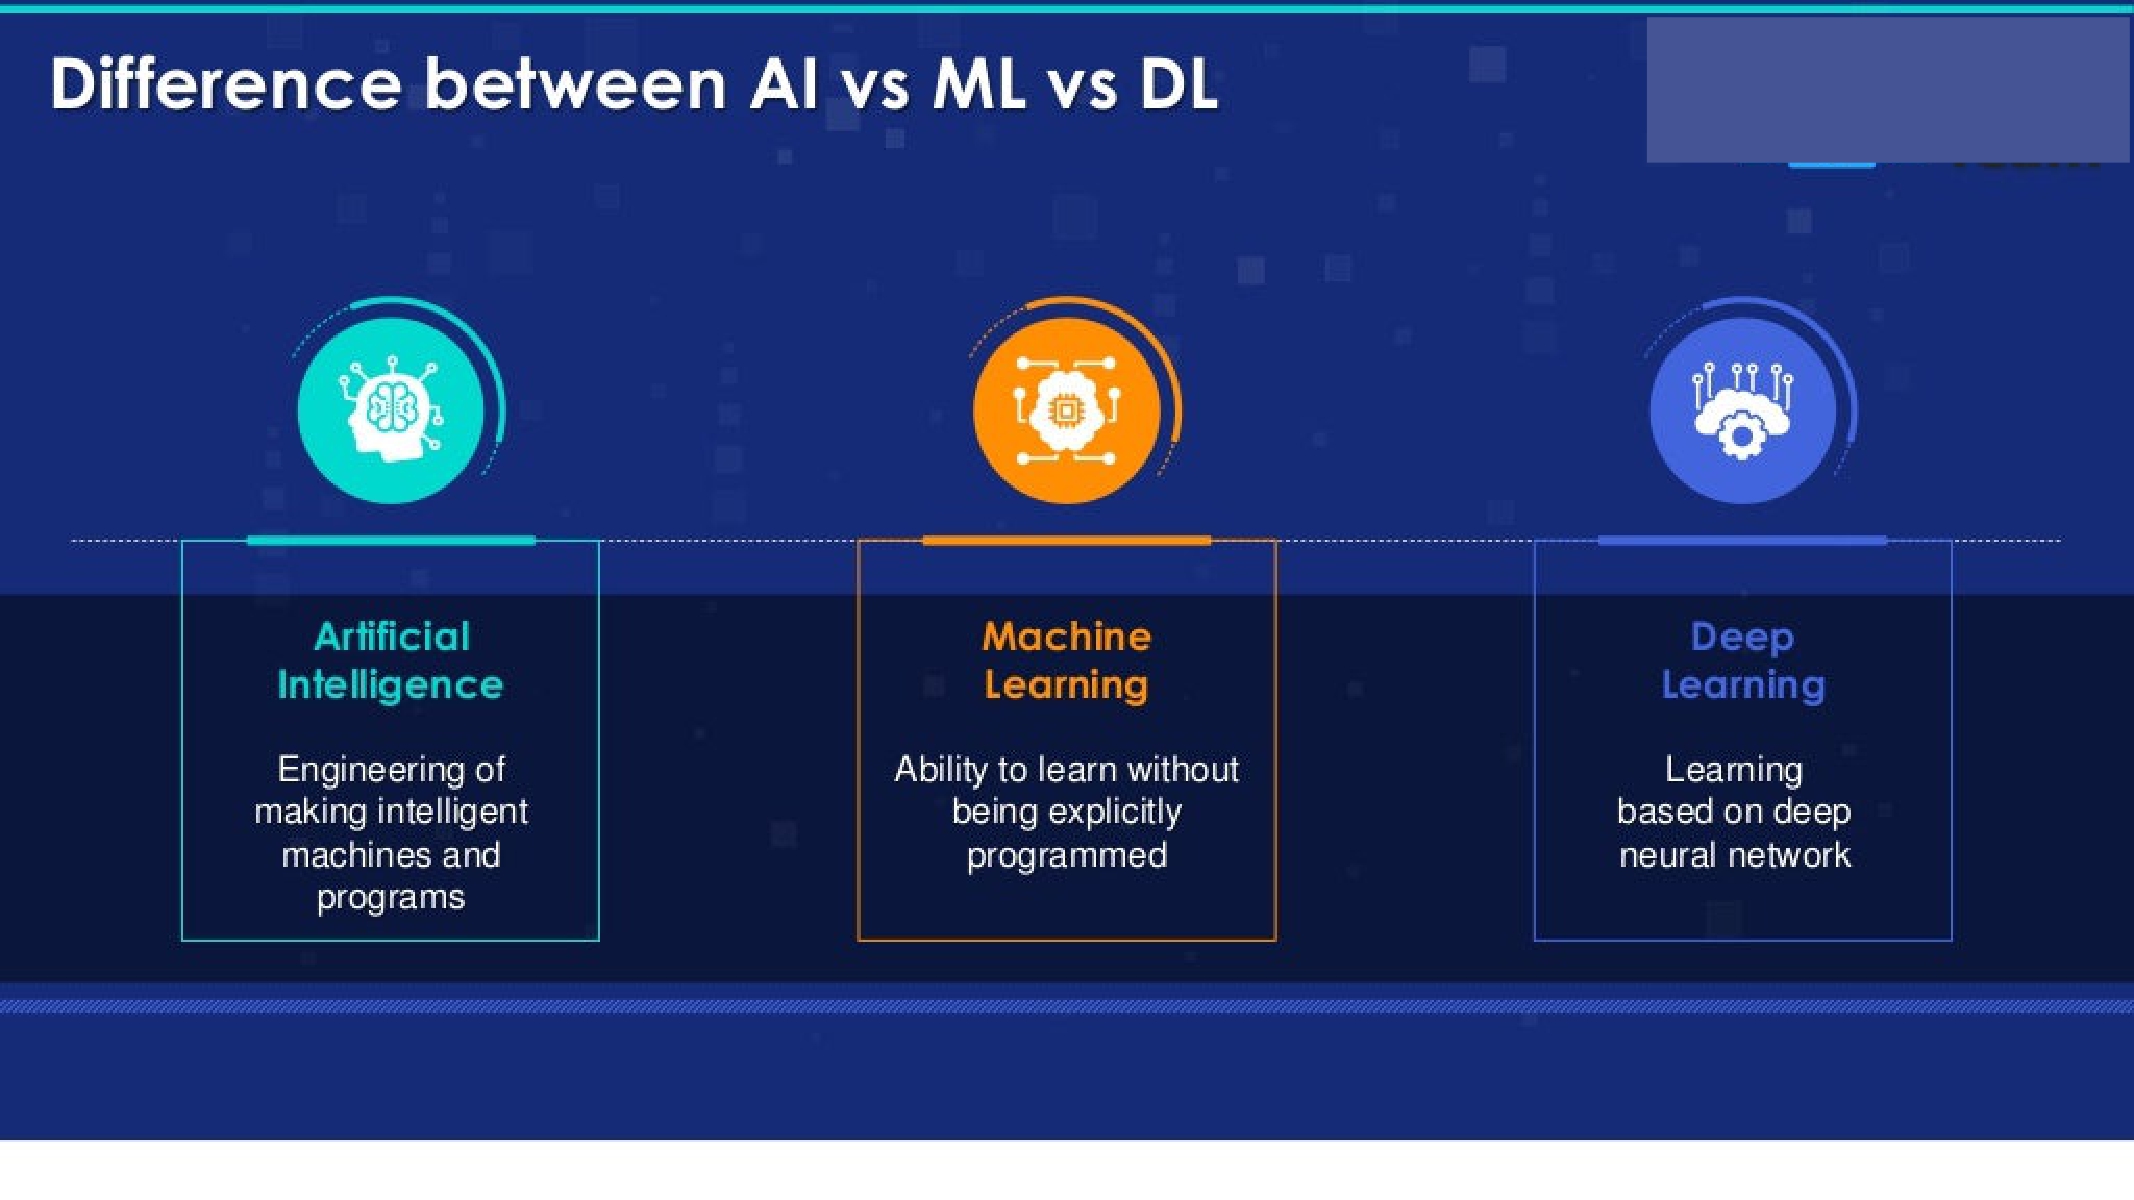 Difference between AI vs ML vs DL
Artificial
Intelligence
Engineering of
making intelligent
machines and
programs
Machine
Learning
Ability to learn without
being explicitly
programmed
Deep
Learning
Learning
based on deep
neural network